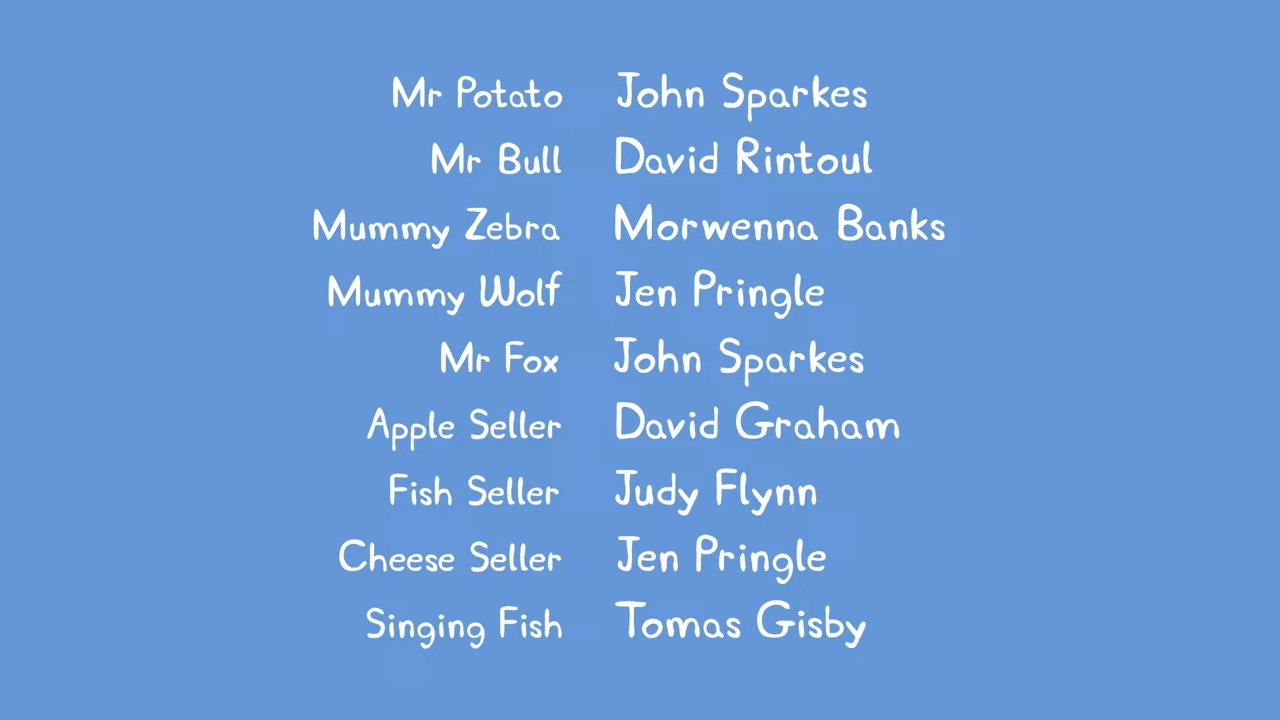 Mr Potato John Sparkes
Mr Bull David Rintoul
Mummy Zebra Morwenna Banks
Mummy Wolf Jen Pringle
Mr Fox John Sparkes
Apple Seller David Graham
Fish Seller Judy Flynn
Cheese Seller Jen Pringle
Singing Fish Tomas Gisby